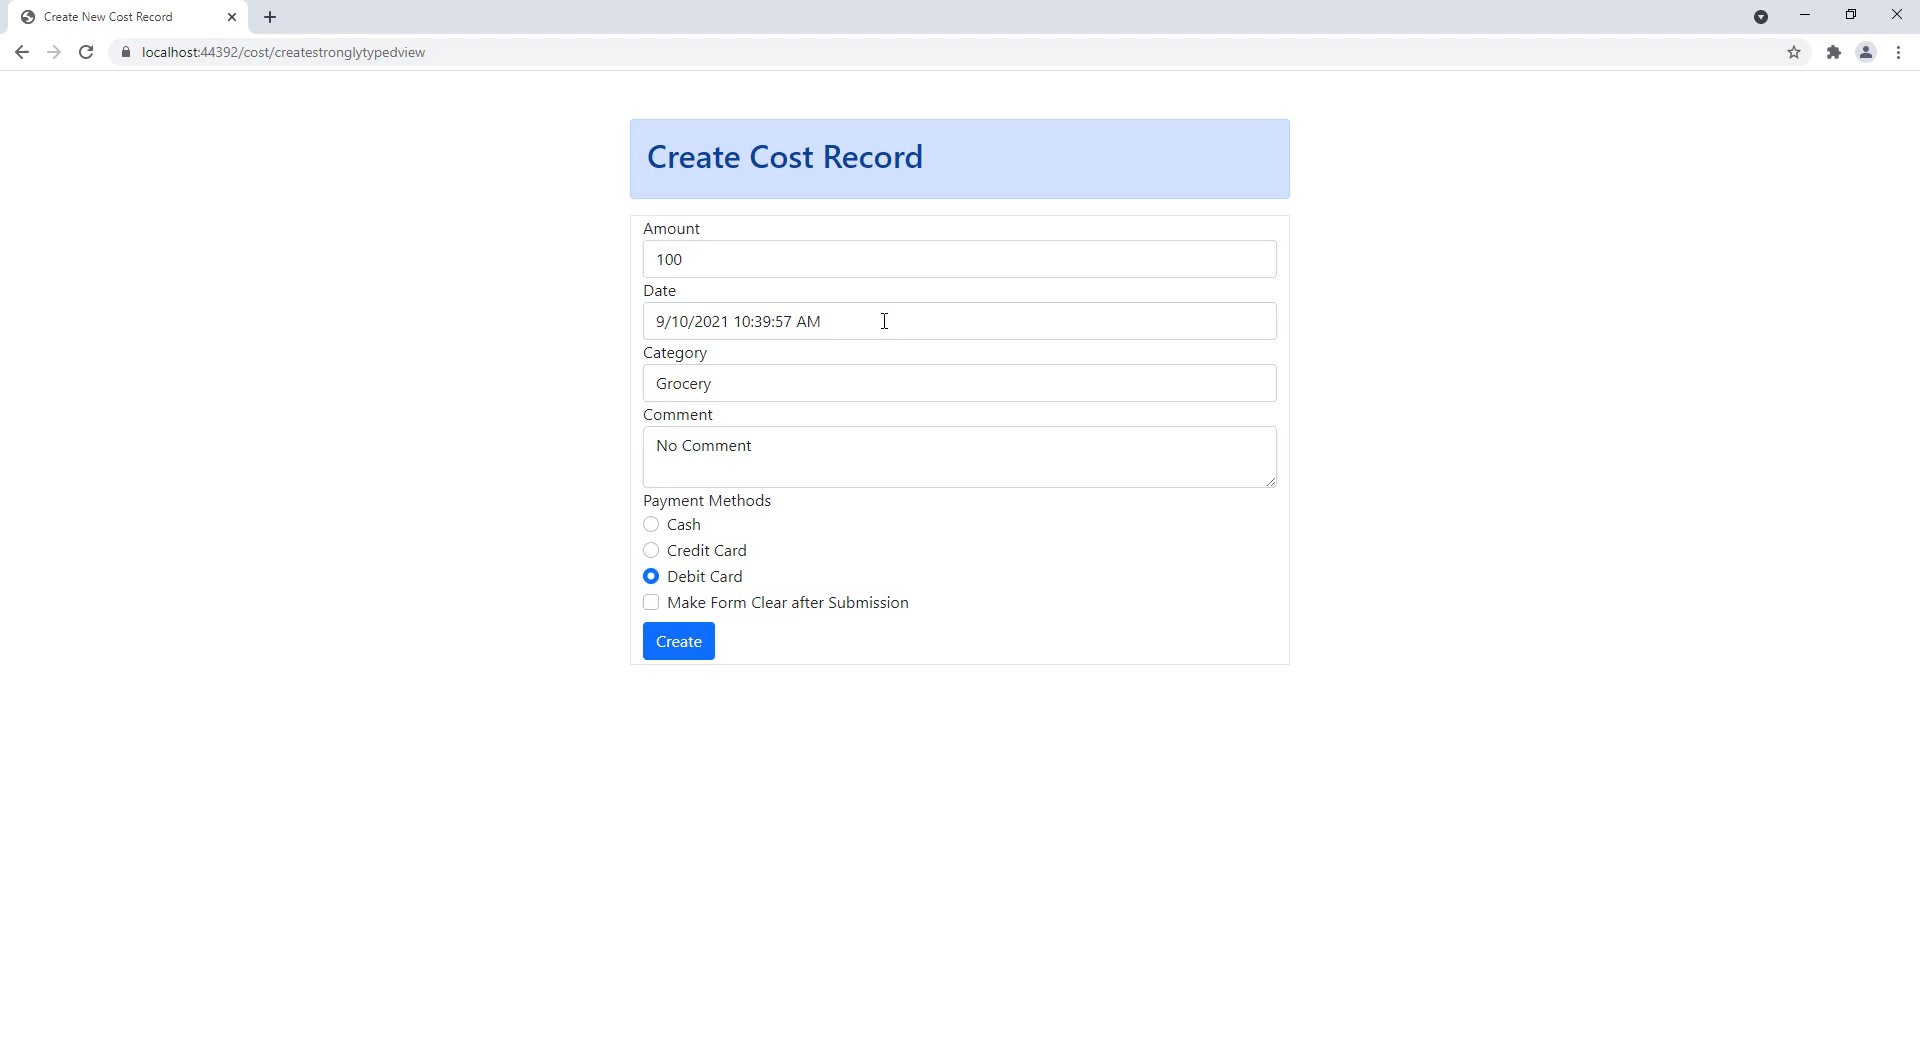 Create New Cost Record
localhost:44392/cost/createstronglytypedview
Create Cost Record
Amount
100
Date
9/10/2021 10:39:57 AM
Category
Grocery
Comment
No Comment
Payment Methods
Cash
Credit Card
Debit Card
Make Form Clear after Submission
Create